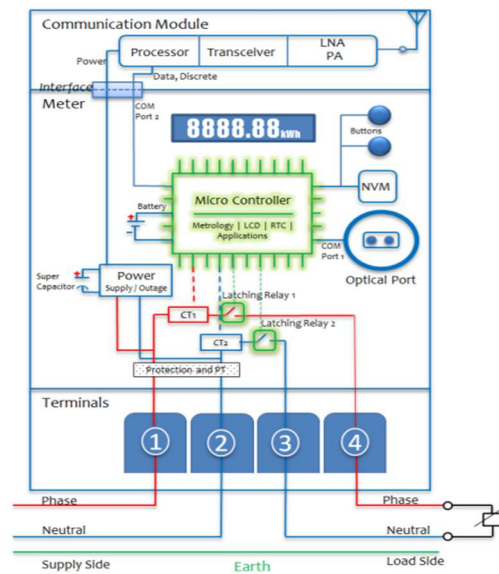 Communication Module
Processor
Transceiver
LNA
PA
Power
Data, Discrete
Interface
Meter
COM
Port 2
8888.88kWh
Buttons
Micro Controller
NVM
Battery
Metrology | LCD | RTC |
Applications
COM
Port 1
Optical Port
Super
Capacitor
Power
Supply / Outage
Latching Relay 1
CT1
Latching Relay 2
CT2
Protection and PT
Terminals
1
2
3
4
Phase
Phase
Neutral
Neutral
Supply Side
Earth
Load Side